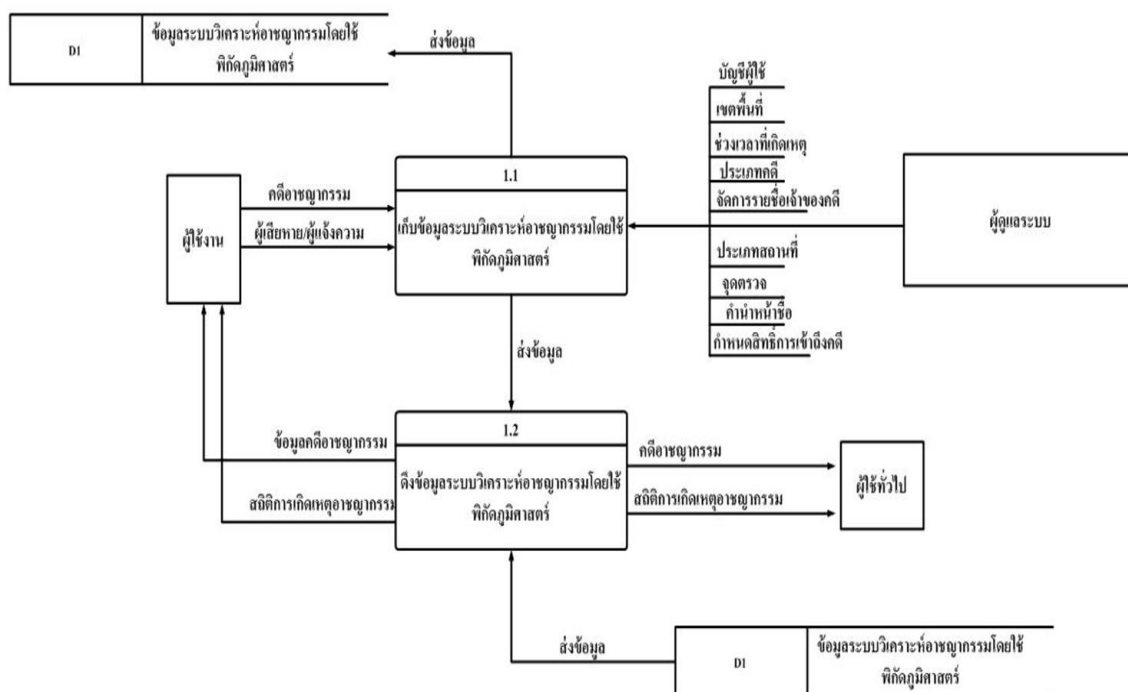 D1
ข้อมูลระบบวิเคราะห์อาชญากรรมโดยใช้
พิกัดภูมิศาสตร์
ส่งข้อมูล
บัญชีผู้ใช้
เขตพื้นที่
ช่วงเวลาที่เกิดเหตุ
ประเภทคดี
จัดการรายชื่อเจ้าของคดี
ประเภทสถานที่
จุดตรวจ
คำนำหน้าชื่อ
กำหนดสิทธิ์การเข้าถึงคดี
ผู้ดูแลระบบ
ผู้ใช้งาน
คดีอาชญากรรม
ผู้เสียหาย/ผู้แจ้งความ
1.1
เก็บข้อมูลระบบวิเคราะห์อาชญากรรมโดยใช้
พิกัดภูมิศาสตร์
ส่งข้อมูล
1.2
ดึงข้อมูลระบบวิเคราะห์อาชญากรรมโดยใช้
พิกัดภูมิศาสตร์
ข้อมูลคดีอาชญากรรม
สถิติการเกิดเหตุอาชญากรรม
คดีอาชญากรรม
สถิติการเกิดเหตุอาชญากรรม
ผู้ใช้ทั่วไป
ส่งข้อมูล
D1
ข้อมูลระบบวิเคราะห์อาชญากรรมโดยใช้
พิกัดภูมิศาสตร์